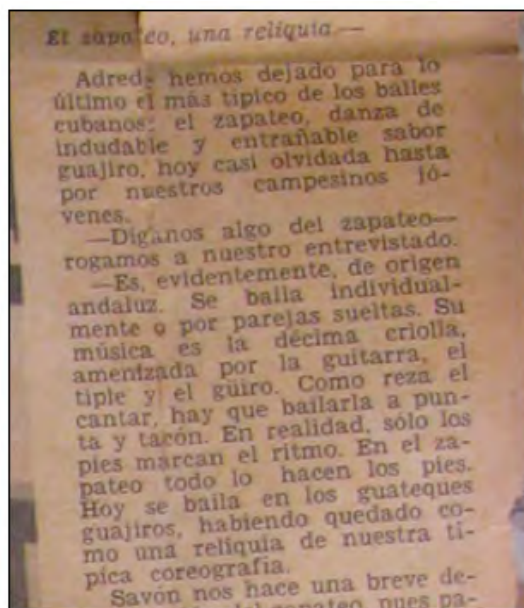 El zapateo, una reliquia.—
Adrede hemos dejado para lo
último el más típico de los bailes
cubanos: el zapateo, danza de
indudable y entrañable sabor
guajiro, hoy casi olvidada hasta
por nuestros campesinos jó-
venes.
—Díganos algo del zapateo—
rogamos a nuestro entrevistado.
—Es, evidentemente, de origen
andaluz. Se baila individual-
mente o por parejas sueltas. Su
música es la décima criolla,
amenizada por la guitarra, el
tiple y el güiro. Como reza el
cantar, hay que bailarla a pun-
ta y tacón. En realidad, sólo los
pies marcan el ritmo. En el za-
pateo todo lo hacen los pies.
Hoy se baila en los guateques
guajiros, habiendo quedado co-
mo una reliquia de nuestra tí-
pica coreografía.
Savón nos hace una breve de-
del zapateo, pues pa-